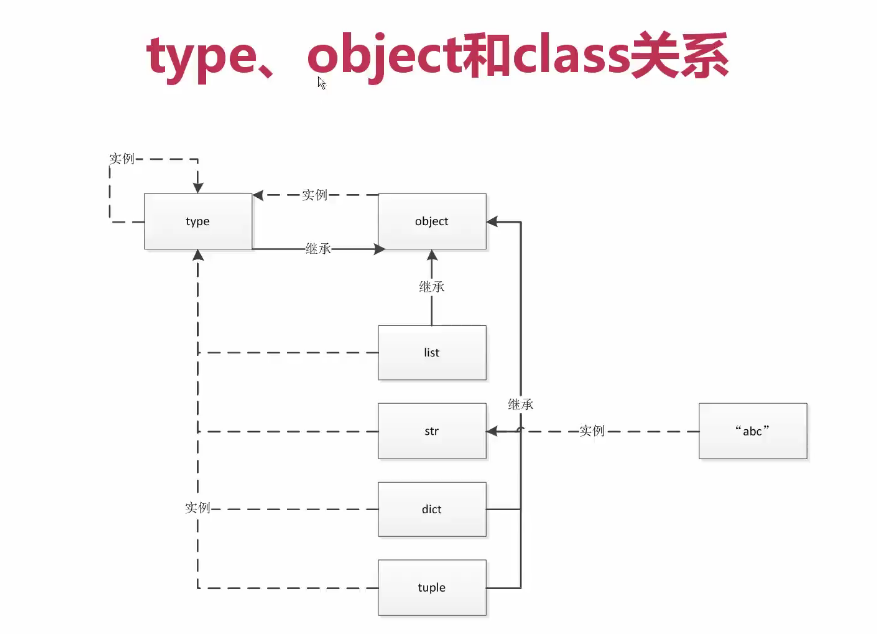 type、object和class关系
实例
实例
type
object
继承
继承
list
继承
str
实例
“abc”
实例
dict
tuple